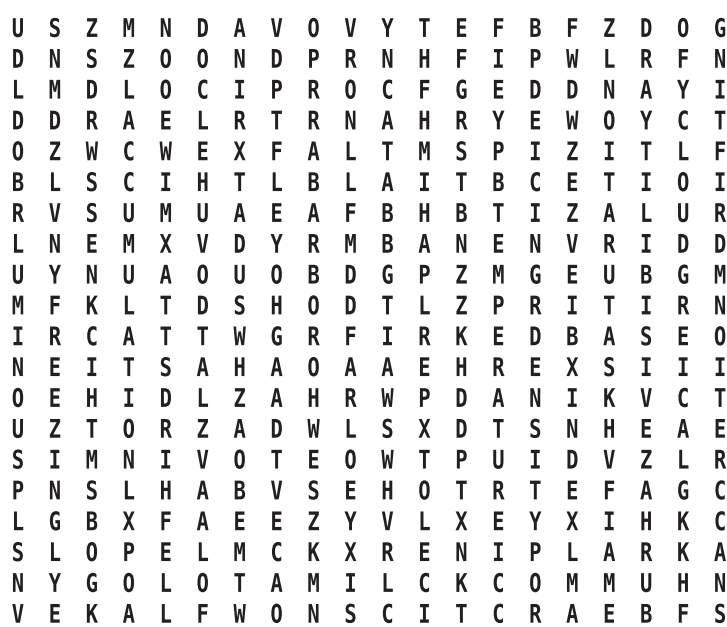 U S Z M N D A V O V Y T E F B F Z D O G
D N S Z O O N D P R N H F I P W L R F N
L M D L O C I P R O C F G E D D N A Y I
D D R A E L R T R N A H R Y E W O Y C T
O Z W C W E X F A L T M S P I Z I T L F
B L S C I H T L B L A I T B C E T I O I
R V S U M U A E A F B H B T I Z A L U R
L N E M X V D Y R M B A N E N V R I D D
U Y N U A O U O B D G P Z M G E U B G M
M F K L T D S H O D T L Z P R I T I R N
I R C A T T W G R F I R K E D B A S E O
N E I T S A H A O A A E H R E X S I I I
O E H I D L Z A H R W P D A N I K V C T
U Z T O R Z A D W L S X D T S N H E A E
S I M N I V O T E O W T P U I D V Z L R
P N S L H A B V S E H O T R T E F A G C
L G B X F A E E Z Y V L X E Y X I H K C
S L O P E L M C K X R E N I P L A R K A
N Y G O L O T A M I L C K C O M M U H N
V E K A L F W O N S C I T C R A E B F S